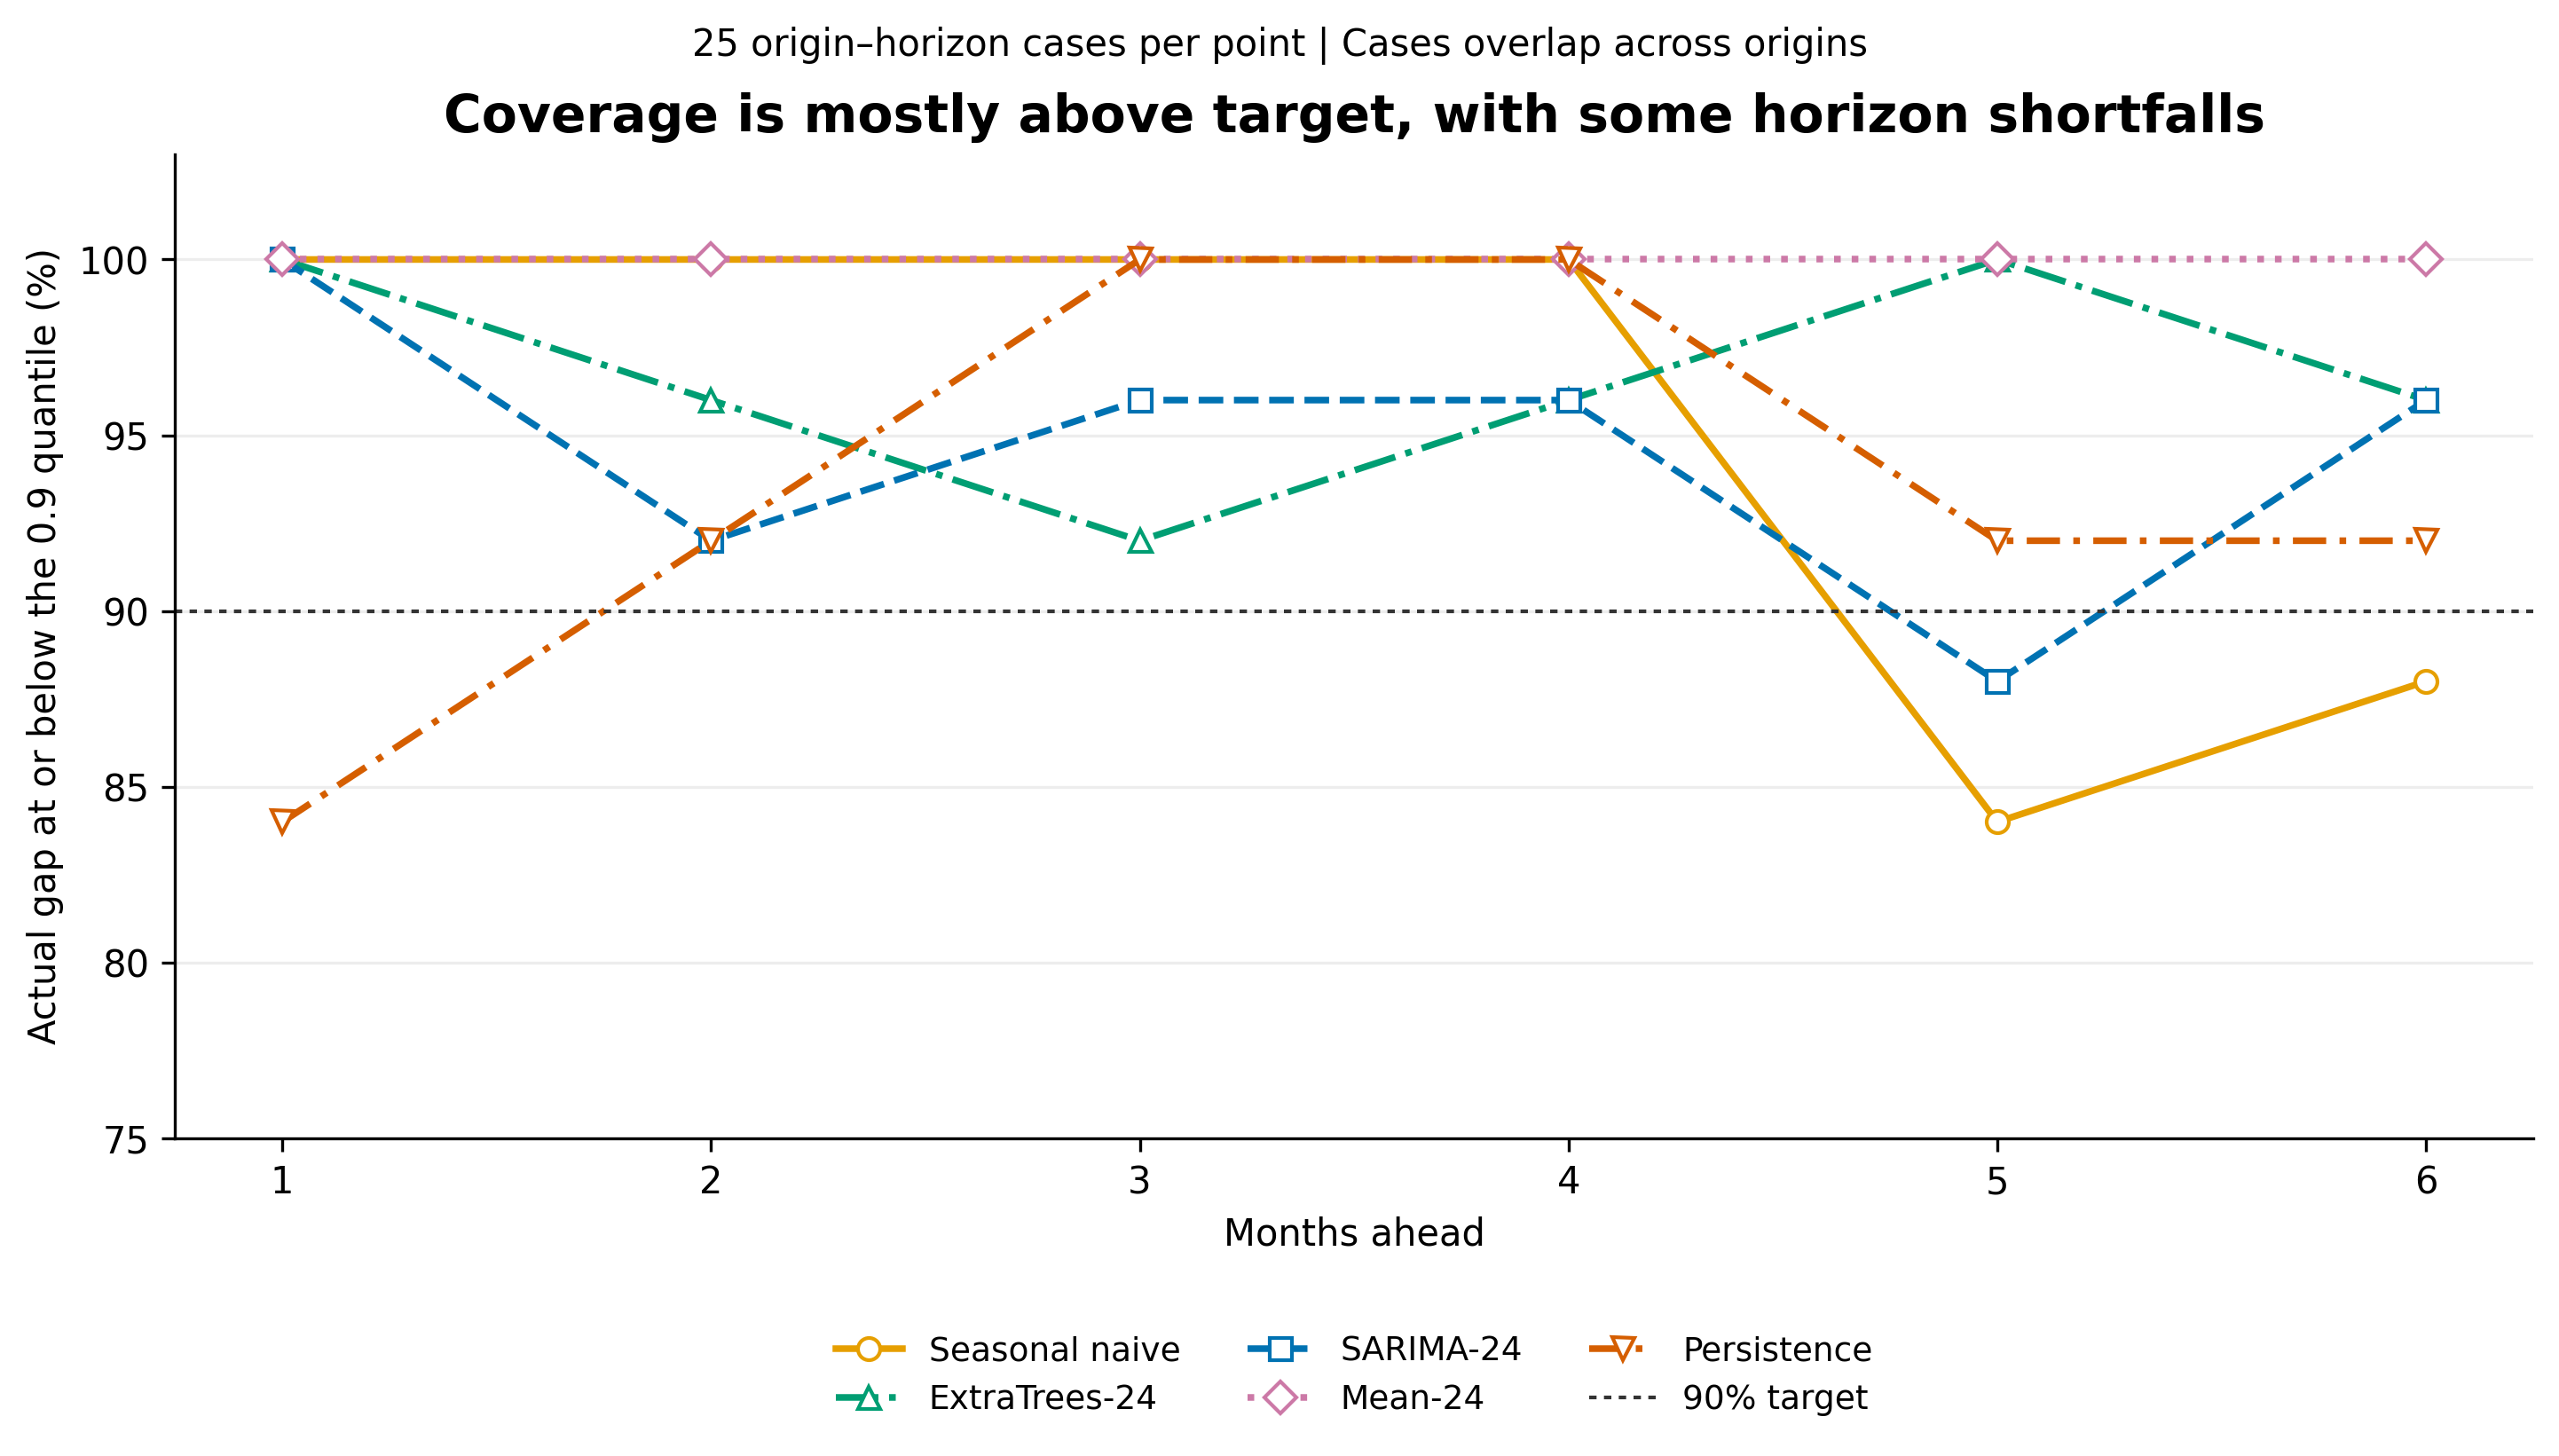 25 origin–horizon cases per point | Cases overlap across origins
Coverage is mostly above target, with some horizon shortfalls
Actual gap at or below the 0.9 quantile (%)
100
95
90
85
80
75
1 2 3 4 5 6
Months ahead
Seasonal naive SARIMA-24 Persistence
ExtraTrees-24 Mean-24 90% target